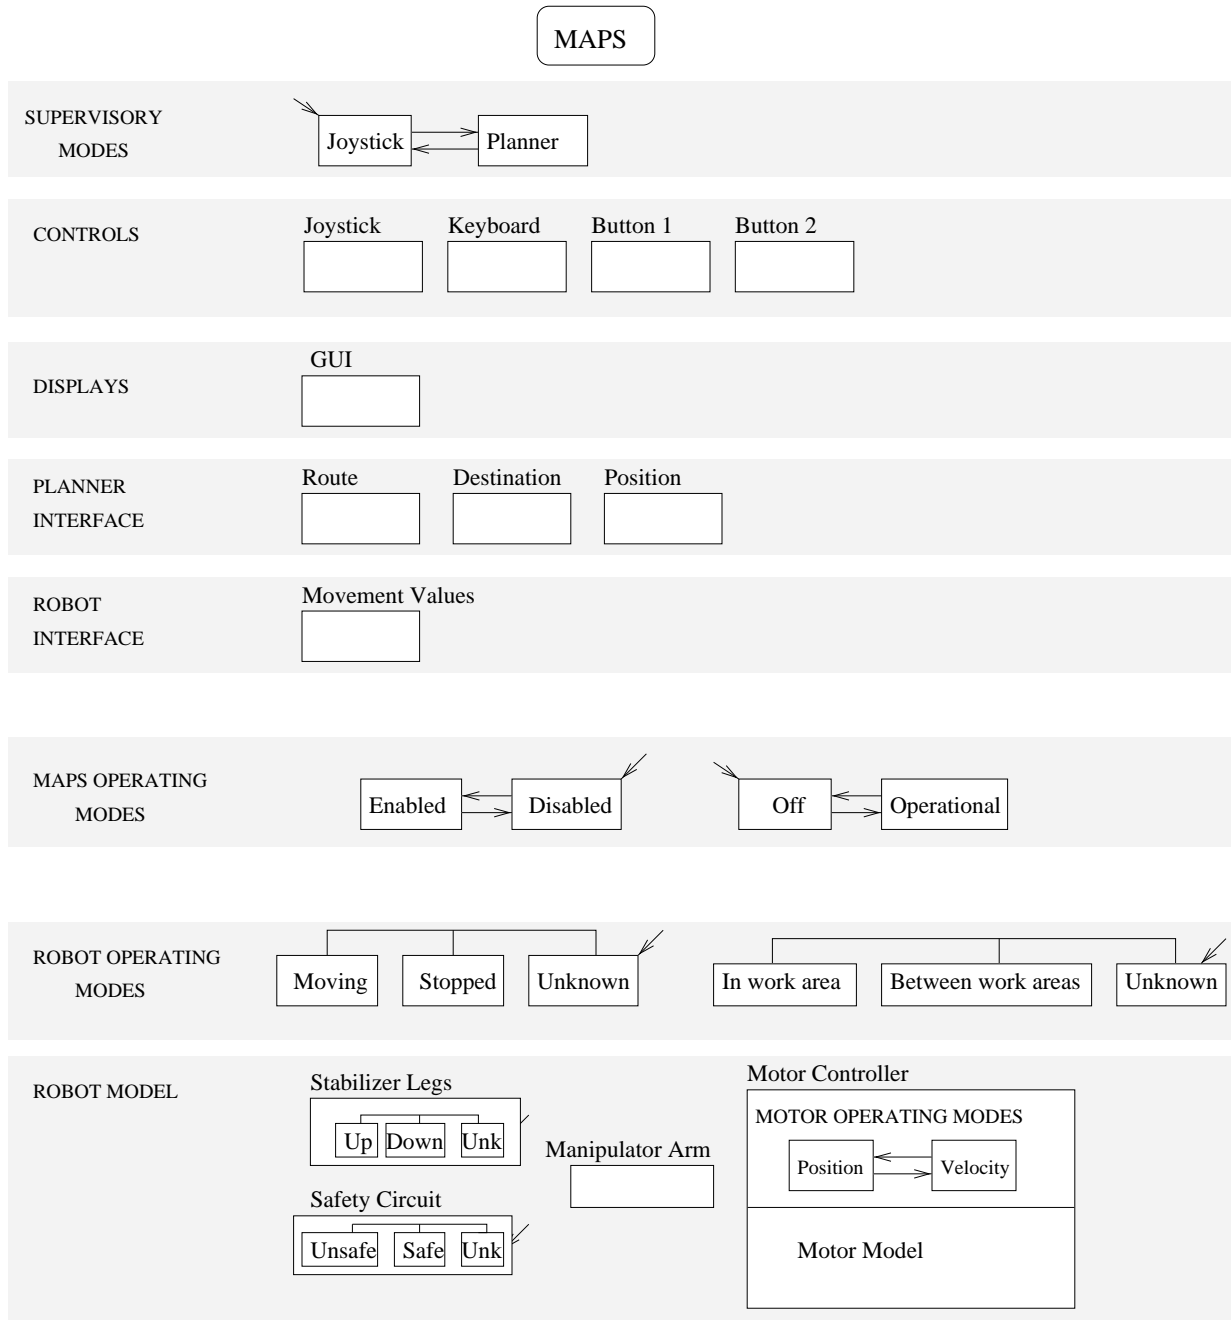 MAPS
SUPERVISORY
MODES
Joystick
Planner
CONTROLS
Joystick
Keyboard
Button 1
Button 2
DISPLAYS
GUI
PLANNER
INTERFACE
Route
Destination
Position
ROBOT
INTERFACE
Movement Values
MAPS OPERATING
MODES
Enabled
Disabled
Off
Operational
ROBOT OPERATING
MODES
Moving
Stopped
Unknown
In work area
Between work areas
Unknown
ROBOT MODEL
Stabilizer Legs
Up
Down
Unk
Safety Circuit
Unsafe
Safe
Unk
Manipulator Arm
Motor Controller
MOTOR OPERATING MODES
Position
Velocity
Motor Model